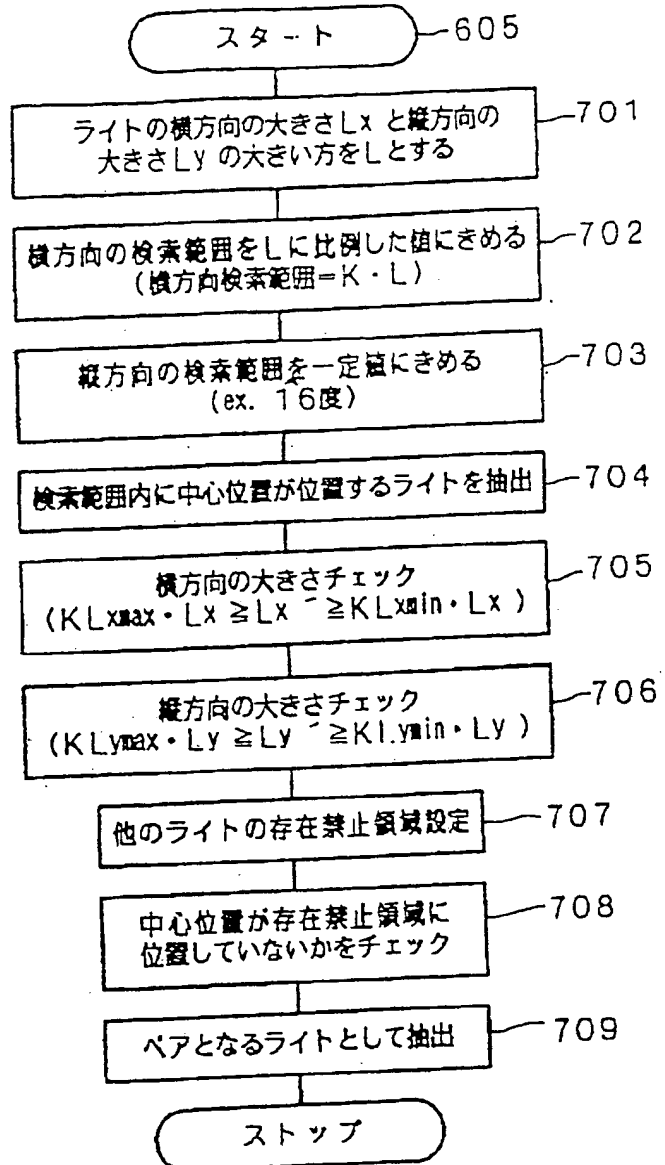 スタート
605
ライトの横方向の大きさLxと縦方向の
大きさLyの大きい方をLとする
701
横方向の検索範囲をLに比例した値にきめる
(横方向検索範囲=K・L)
702
縦方向の検索範囲を一定値にきめる
(ex. 16度)
703
検索範囲内に中心位置が位置するライトを抽出
704
横方向の大きさチェック
(KLxmax・Lx≧Lx´≧KLxmin・Lx)
705
縦方向の大きさチェック
(KLymax・Ly≧Ly´≧KLymin・Ly)
706
他のライトの存在禁止領域設定
707
中心位置が存在禁止領域に
位置していないかをチェック
708
ペアとなるライトとして抽出
709
ストップ